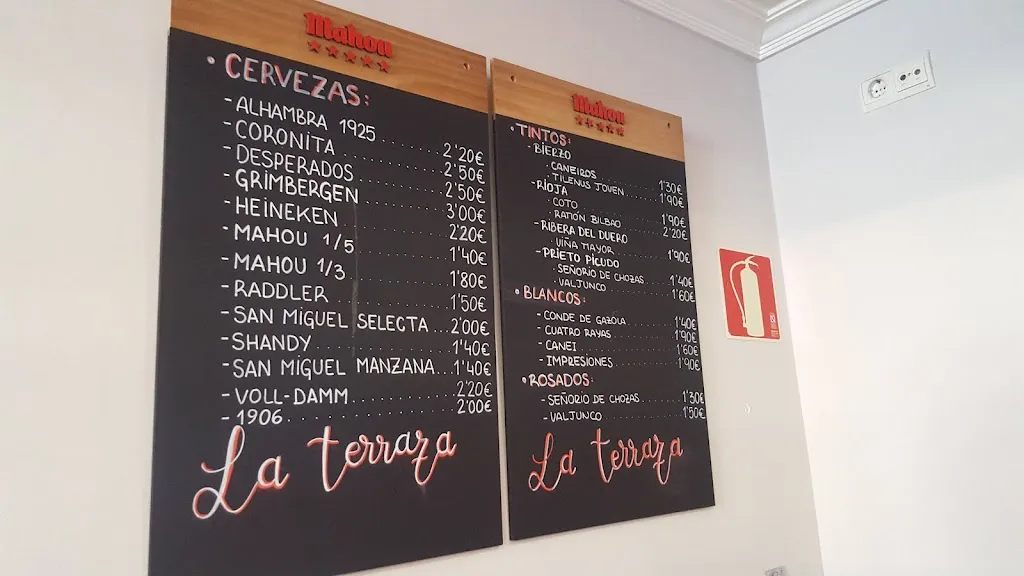 Mahou
• CERVEZAS:
- ALHAMBRA 1925 2'20€
- CORONITA 2'50€
- DESPERADOS 2'50€
- GRIMBERGEN 3'00€
- HEINEKEN 2'20€
- MAHOU 1/5 1'40€
- MAHOU 1/3 1'80€
- RADDLER 1'50€
- SAN MIGUEL SELECTA 2'00€
- SHANDY 1'40€
- SAN MIGUEL MANZANA 1'40€
- VOLL-DAMM 2'20€
- 1906 2'00€
La terraza
Mahou
• TINTOS:
- BIERZO
· CANEIROS 1'30€
· TILENUS JOVEN 1'90€
- RIOJA
· COTO 1'90€
· RAMÓN BILBAO 2'20€
- RIBERA DEL DUERO
· VIÑA MAYOR 1'90€
- PRIETO PICUDO
· SEÑORIO DE CHOZAS 1'40€
· VALJUNCO 1'60€
• BLANCOS:
- CONDE DE GAZOLA 1'40€
- CUATRO RAYAS 1'90€
- CANEI 1'60€
- IMPRESIONES 1'90€
• ROSADOS:
- SEÑORIO DE CHOZAS 1'30€
- VALJUNCO 1'50€
La terraza